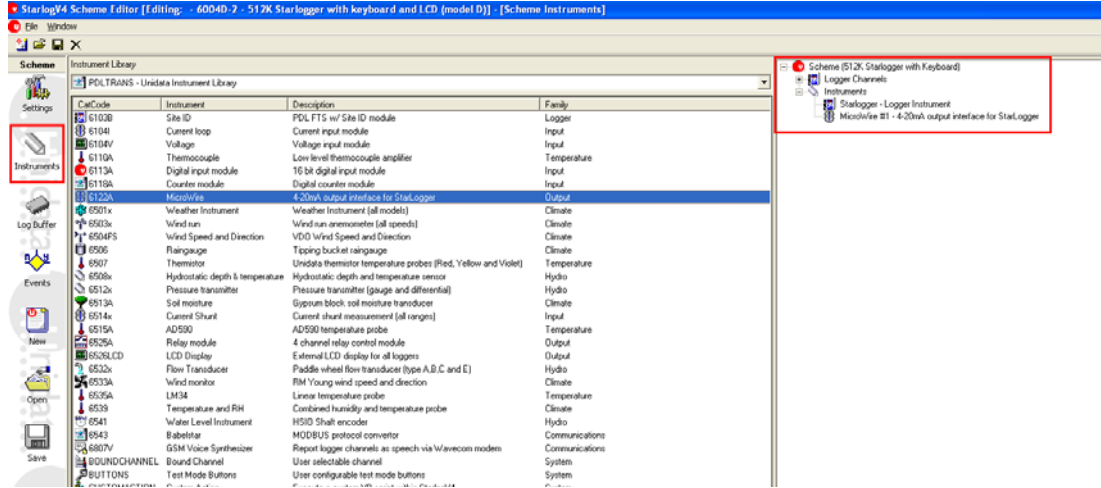 StarlogV4 Scheme Editor [Editing: - 6004D-2 - 512K Starlogger with keyboard and LCD (model D)] - [Scheme Instruments]
File Window
Scheme
Settings
Instruments
Log Buffer
Events
New
Open
Save
Instrument Library
PDLTRANS - Unidata Instrument Library
CatCode Instrument Description Family
6103B Site ID PDL FTS w/ Site ID module Logger
6104I Current loop Current input module Input
6104V Voltage Voltage input module Input
6110A Thermocouple Low level thermocouple amplifier Temperature
6113A Digital input module 16 bit digital input module Input
6118A Counter module Digital counter module Input
6122A MicroWire 4-20mA output interface for StarLogger Output
6501x Weather Instrument Weather Instrument (all models) Climate
6503x Wind run Wind run anemometer (all speeds) Climate
6504FS Wind Speed and Direction VDO Wind Speed and Direction Climate
6506 Raingauge Tipping bucket raingauge Climate
6507 Thermistor Unidata thermistor temperature probes (Red, Yellow and Violet) Temperature
6508x Hydrostatic depth & temperature Hydrostatic depth and temperature sensor Hydro
6512x Pressure transmitter Pressure transmitter (gauge and differential) Hydro
6513A Soil moisture Gypsum block soil moisture transducer Climate
6514x Current Shunt Current shunt measurement (all ranges) Input
6515A AD590 AD590 temperature probe Temperature
6525A Relay module 4 channel relay control module Output
6526LCD LCD Display External LCD display for all loggers Output
6532x Flow Transducer Paddle wheel flow transducer (type A,B,C and E) Hydro
6533A Wind monitor RM Young wind speed and direction Climate
6535A LM34 Linear temperature probe Temperature
6539 Temperature and RH Combined humidity and temperature probe Climate
6541 Water Level Instrument HSIO Shaft encoder Hydro
6543 Babelstar MODBUS protocol convertor Communications
6807V GSM Voice Synthesizer Report logger channels as speech via Wavecom modem Communications
BOUNDCHANNEL Bound Channel User selectable channel System
BUTTONS Test Mode Buttons User configurable test mode buttons System
Scheme (512K Starlogger with Keyboard)
Logger Channels
Instruments
Starlogger - Logger Instrument
MicroWire #1 - 4-20mA output interface for StarLogger